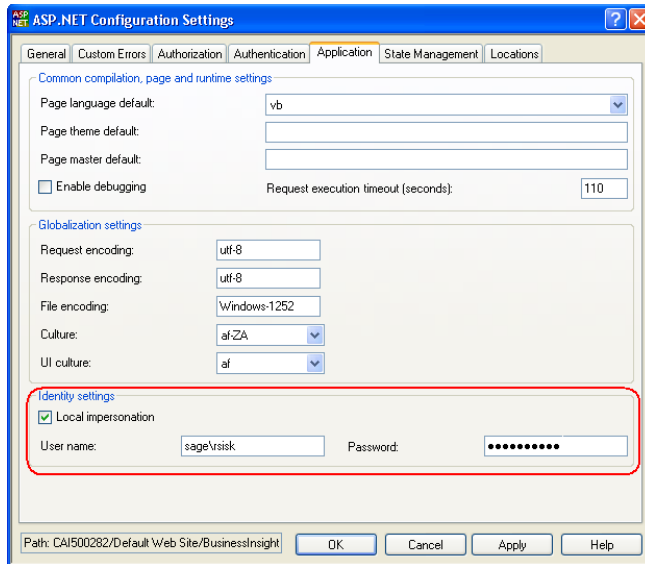 ASP.NET Configuration Settings
General Custom Errors Authorization Authentication Application State Management Locations
Common compilation, page and runtime settings
Page language default: vb
Page theme default:
Page master default:
Enable debugging Request execution timeout (seconds): 110
Globalization settings
Request encoding: utf-8
Response encoding: utf-8
File encoding: Windows-1252
Culture: af-ZA
UI culture: af
Identity settings
Local impersonation
User name: sage\rsisk Password: ●●●●●●●●●●
Path: CAI500282/Default Web Site/BusinessInsight OK Cancel Apply Help